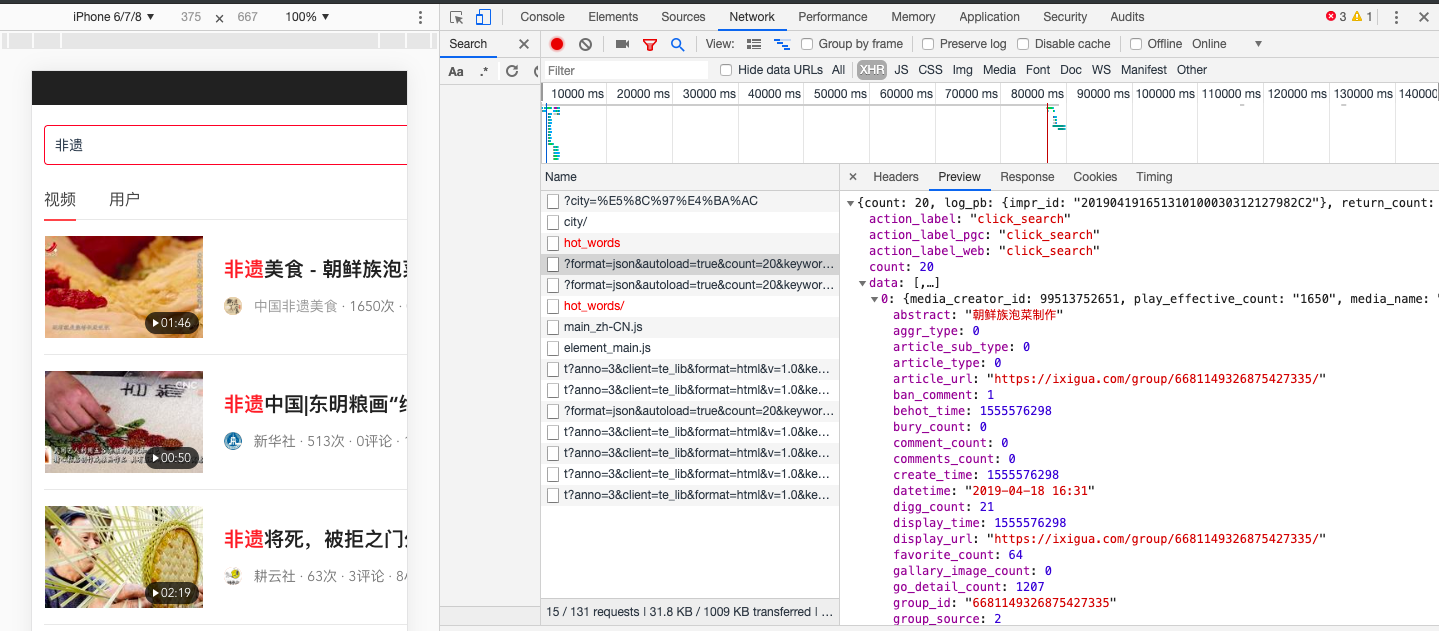 iPhone 6/7/8 ▼ 375 × 667 100% ▼
Console Elements Sources Network Performance Memory Application Security Audits 3 1
Search
View: Group by frame Preserve log Disable cache Offline Online ▼
Aa .*
Filter Hide data URLs All XHR JS CSS Img Media Font Doc WS Manifest Other
10000 ms 20000 ms 30000 ms 40000 ms 50000 ms 60000 ms 70000 ms 80000 ms 90000 ms 100000 ms 110000 ms 120000 ms 130000 ms 140000
非遗
视频 用户
非遗美食 - 朝鲜族泡菜
中国非遗美食 · 1650次 ·
01:46
非遗中国|东明粮画“
新华社 · 513次 · 0评论 ·
CNC
00:50
非遗将死，被拒之门
耕云社 · 63次 · 3评论 ·
02:19
Name
?city=%E5%8C%97%E4%BA%AC
city/
hot_words
?format=json&autoload=true&count=20&keywor…
?format=json&autoload=true&count=20&keywor…
hot_words/
main_zh-CN.js
element_main.js
t?anno=3&client=te_lib&format=html&v=1.0&ke…
t?anno=3&client=te_lib&format=html&v=1.0&ke…
?format=json&autoload=true&count=20&keywor…
t?anno=3&client=te_lib&format=html&v=1.0&ke…
t?anno=3&client=te_lib&format=html&v=1.0&ke…
t?anno=3&client=te_lib&format=html&v=1.0&ke…
t?anno=3&client=te_lib&format=html&v=1.0&ke…
15 / 131 requests | 31.8 KB / 1009 KB transferred | …
× Headers Preview Response Cookies Timing
{count: 20, log_pb: {impr_id: "20190419165131010003031212798 2C2"}, return_count:
action_label: "click_search"
action_label_pgc: "click_search"
action_label_web: "click_search"
count: 20
data: [,…]
0: {media_creator_id: 99513752651, play_effective_count: "1650", media_name: "
abstract: "朝鲜族泡菜制作"
aggr_type: 0
article_sub_type: 0
article_type: 0
article_url: "https://ixigua.com/group/6681149326875427335/"
ban_comment: 1
behot_time: 1555576298
bury_count: 0
comment_count: 0
comments_count: 0
create_time: 1555576298
datetime: "2019-04-18 16:31"
digg_count: 21
display_time: 1555576298
display_url: "https://ixigua.com/group/6681149326875427335/"
favorite_count: 64
gallary_image_count: 0
go_detail_count: 1207
group_id: "6681149326875427335"
group_source: 2